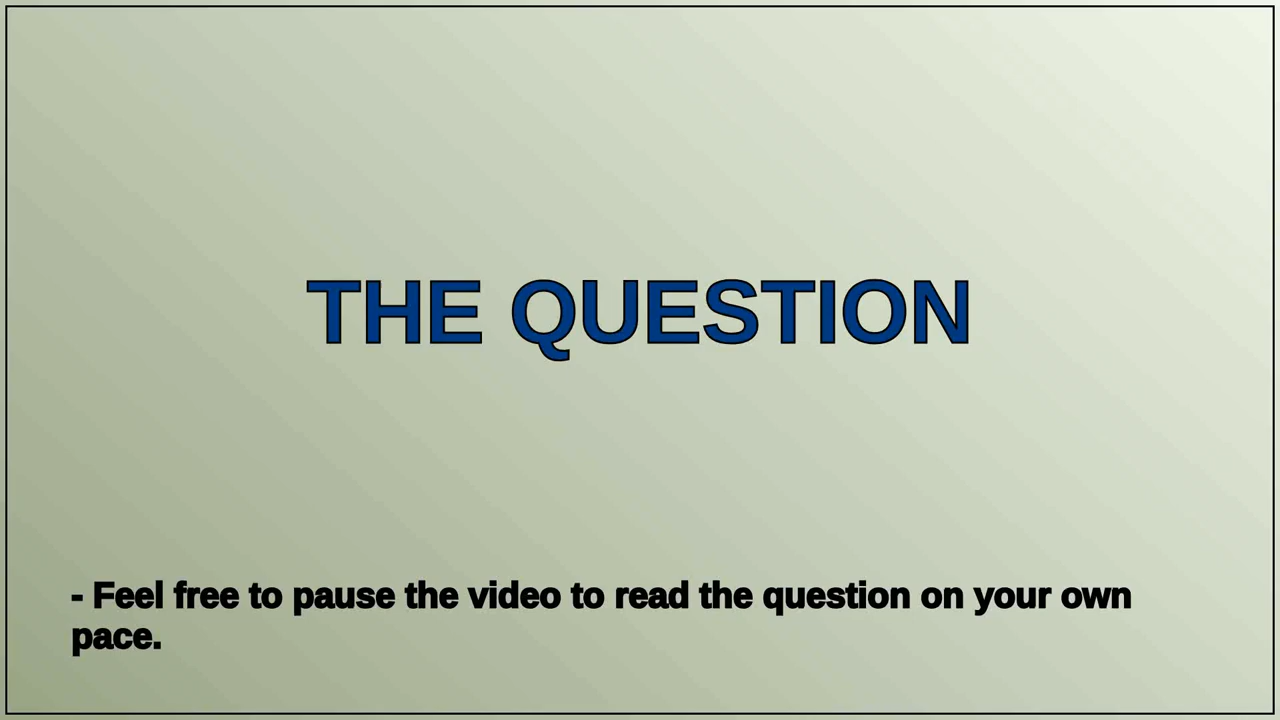 THE QUESTION
- Feel free to pause the video to read the question on your own
pace.